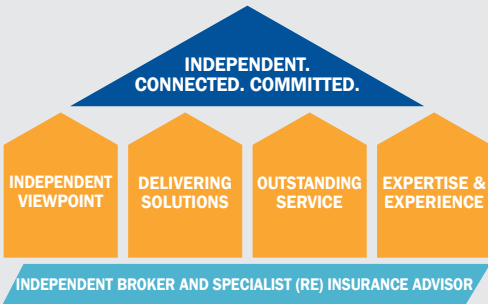 INDEPENDENT.
CONNECTED. COMMITTED.
INDEPENDENT
VIEWPOINT
DELIVERING
SOLUTIONS
OUTSTANDING
SERVICE
EXPERTISE &
EXPERIENCE
INDEPENDENT BROKER AND SPECIALIST (RE) INSURANCE ADVISOR